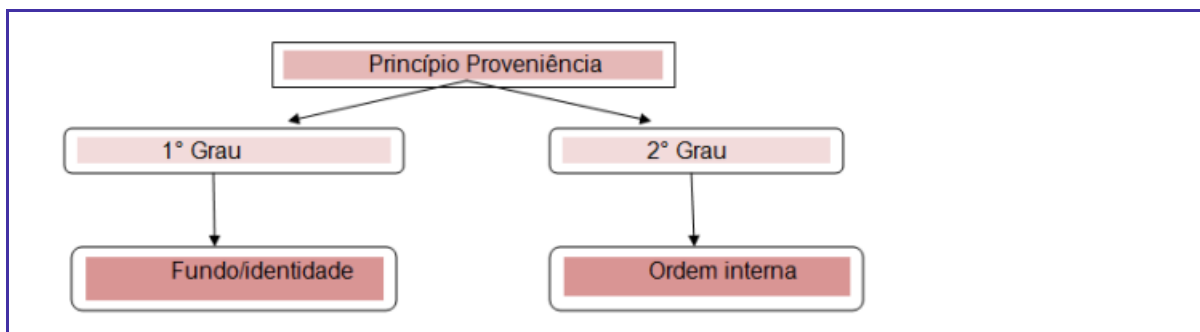 Princípio Proveniência
1° Grau
2° Grau
Fundo/identidade
Ordem interna